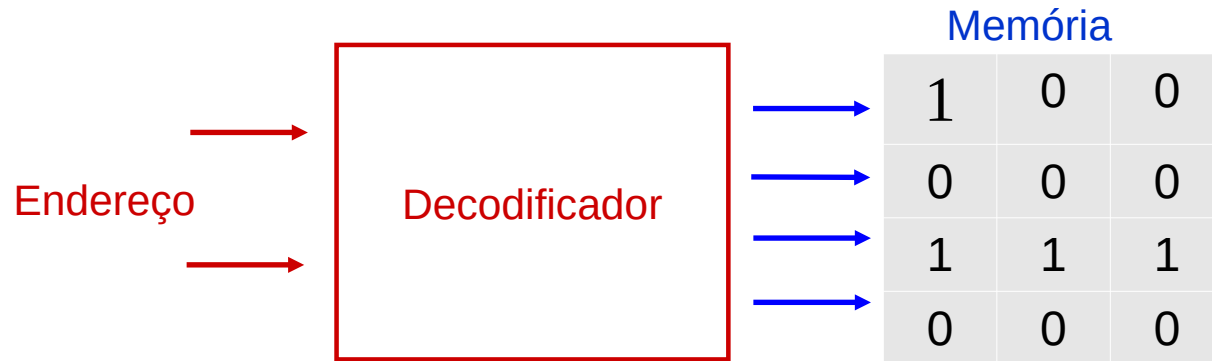 Memória
1 0 0
0 0 0
Endereço
Decodificador
1 1 1
0 0 0